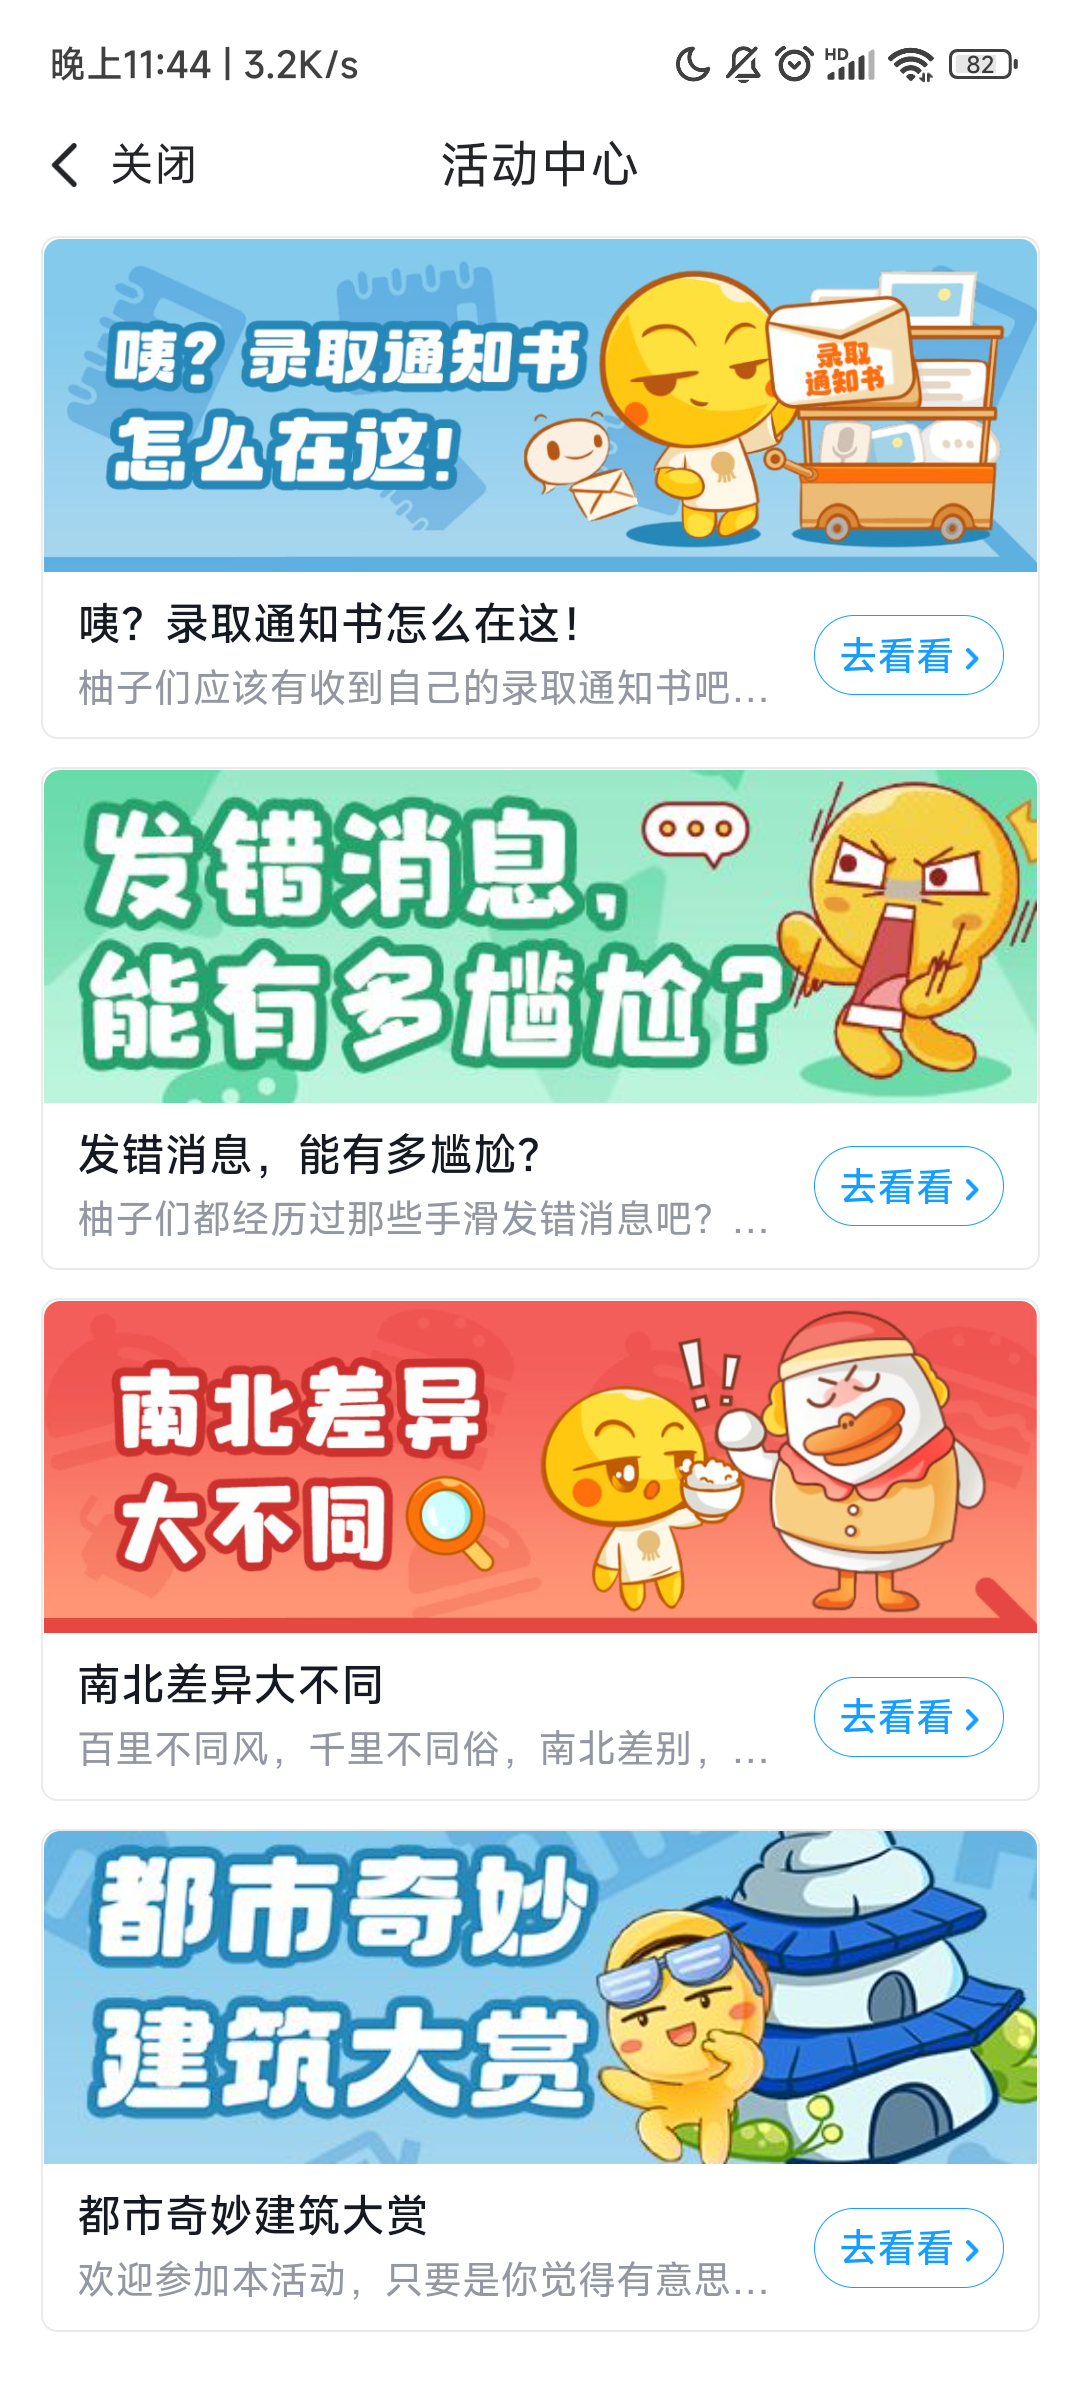 晚上11:44 | 3.2K/s
HD
82
关闭
活动中心
咦？录取通知书
怎么在这！
录取
通知书
咦？录取通知书怎么在这！
柚子们应该有收到自己的录取通知书吧...
去看看
发错消息，
能有多尴尬？
发错消息，能有多尴尬？
柚子们都经历过那些手滑发错消息吧？...
去看看
南北差异
大不同
!!
南北差异大不同
百里不同风，千里不同俗，南北差别，...
去看看
都市奇妙
建筑大赏
都市奇妙建筑大赏
欢迎参加本活动，只要是你觉得有意思...
去看看